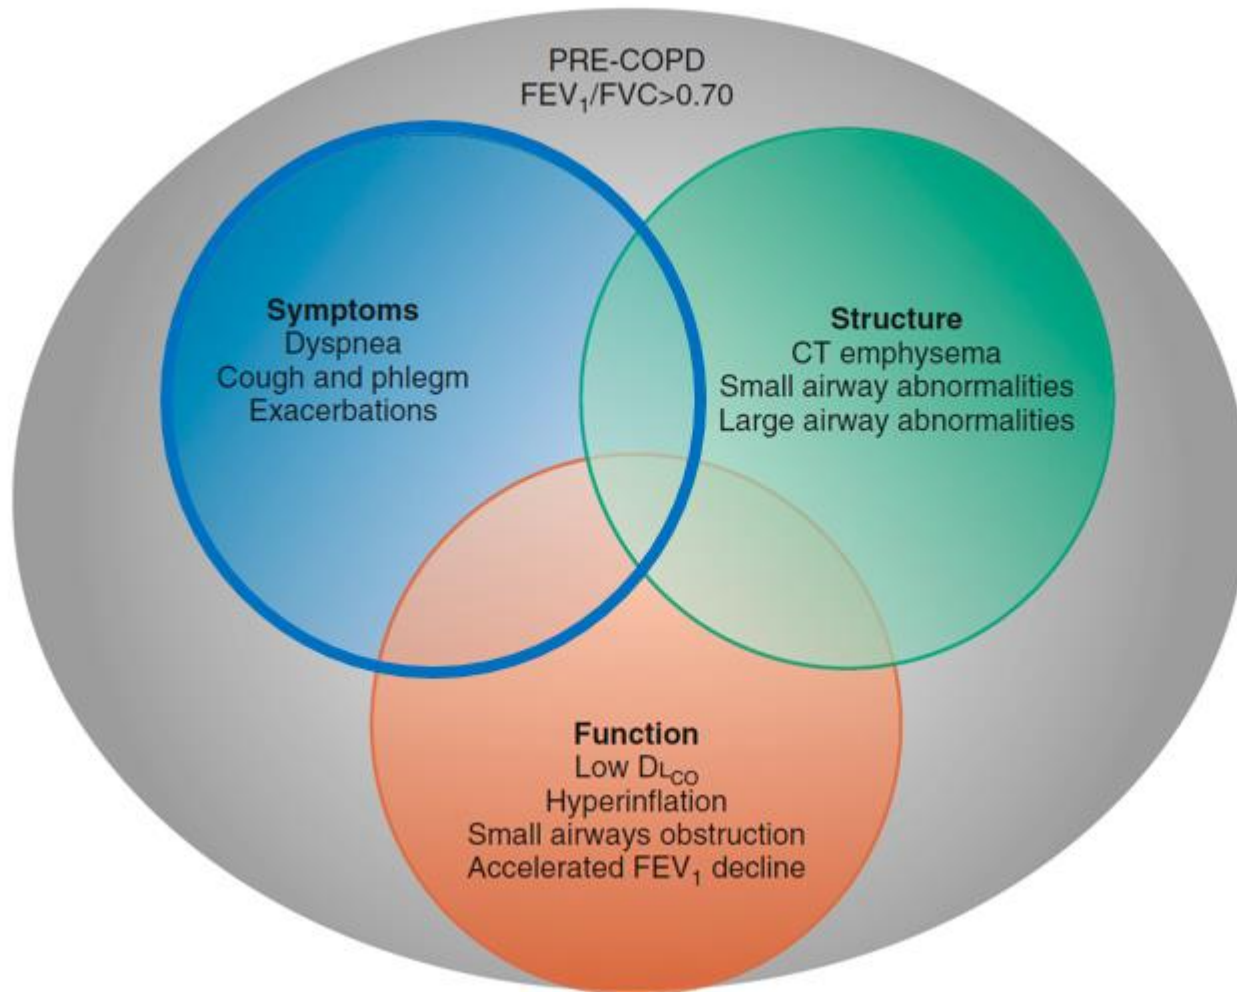 PRE-COPD
FEV₁/FVC>0.70
Symptoms
Dyspnea
Cough and phlegm
Exacerbations
Structure
CT emphysema
Small airway abnormalities
Large airway abnormalities
Function
Low DLCO
Hyperinflation
Small airways obstruction
Accelerated FEV₁ decline